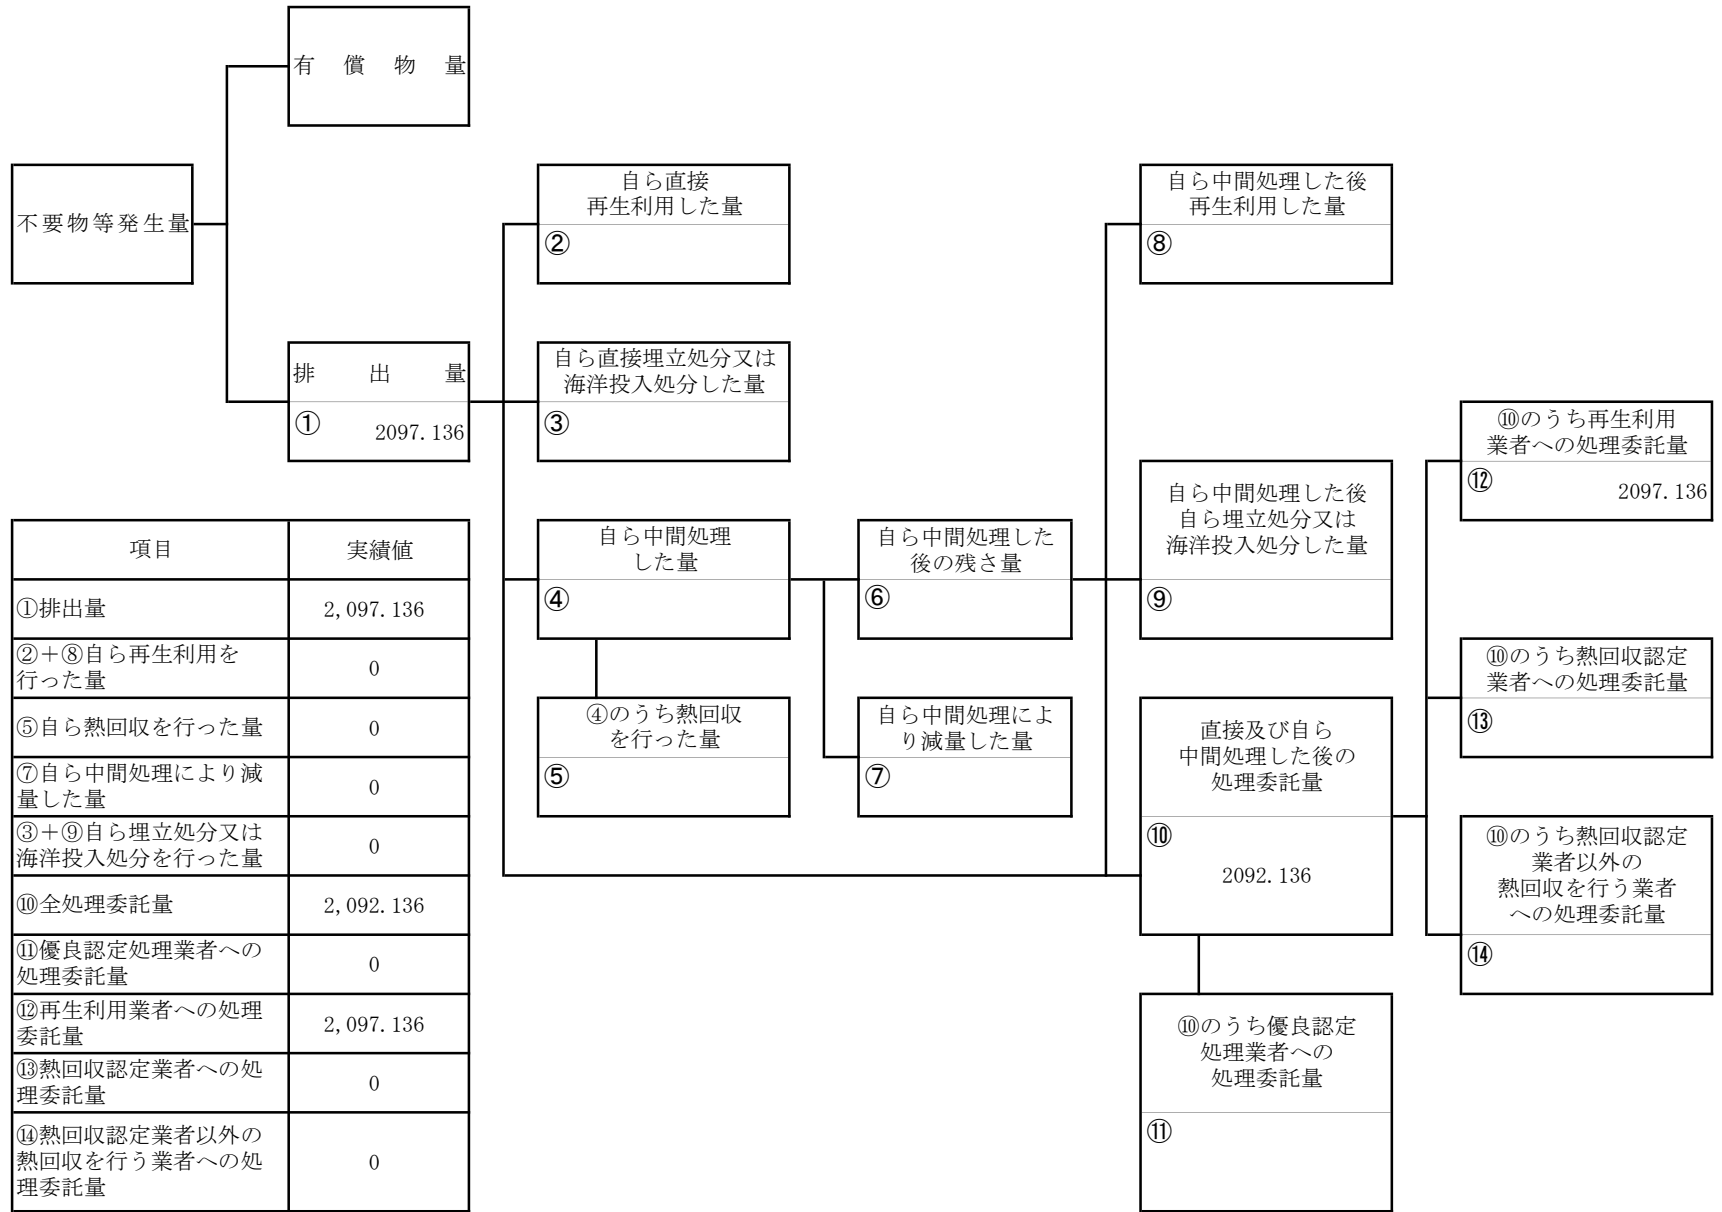 有償物量
不要物等発生量
排出量
① 2097.136
自ら直接
再生利用した量
②
自ら直接埋立処分又は
海洋投入処分した量
③
自ら中間処理
した量
④
④のうち熱回収
を行った量
⑤
自ら中間処理した
後の残さ量
⑥
自ら中間処理によ
り減量した量
⑦
自ら中間処理した後
再生利用した量
⑧
自ら中間処理した後
自ら埋立処分又は
海洋投入処分した量
⑨
直接及び自ら
中間処理した後の
処理委託量
⑩
2092.136
⑩のうち優良認定
処理業者への
処理委託量
⑪
⑩のうち再生利用
業者への処理委託量
⑫ 2097.136
⑩のうち熱回収認定
業者への処理委託量
⑬
⑩のうち熱回収認定
業者以外の
熱回収を行う業者
への処理委託量
⑭
項目 実績値
①排出量 2,097.136
②＋⑧自ら再生利用を
行った量 0
⑤自ら熱回収を行った量 0
⑦自ら中間処理により減
量した量 0
③＋⑨自ら埋立処分又は
海洋投入処分を行った量 0
⑩全処理委託量 2,092.136
⑪優良認定処理業者への
処理委託量 0
⑫再生利用業者への処理
委託量 2,097.136
⑬熱回収認定業者への処
理委託量 0
⑭熱回収認定業者以外の
熱回収を行う業者への処 0
理委託量